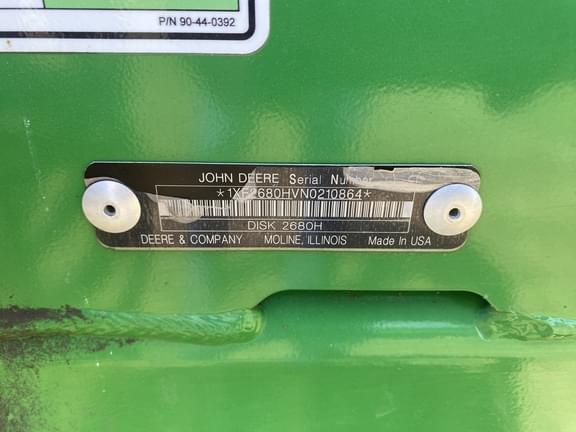 P/N 90-44-0392
JOHN DEERE Serial Number
*1XF2680HVN0210864*
DISK 2680H
DEERE & COMPANY MOLINE, ILLINOIS Made In USA